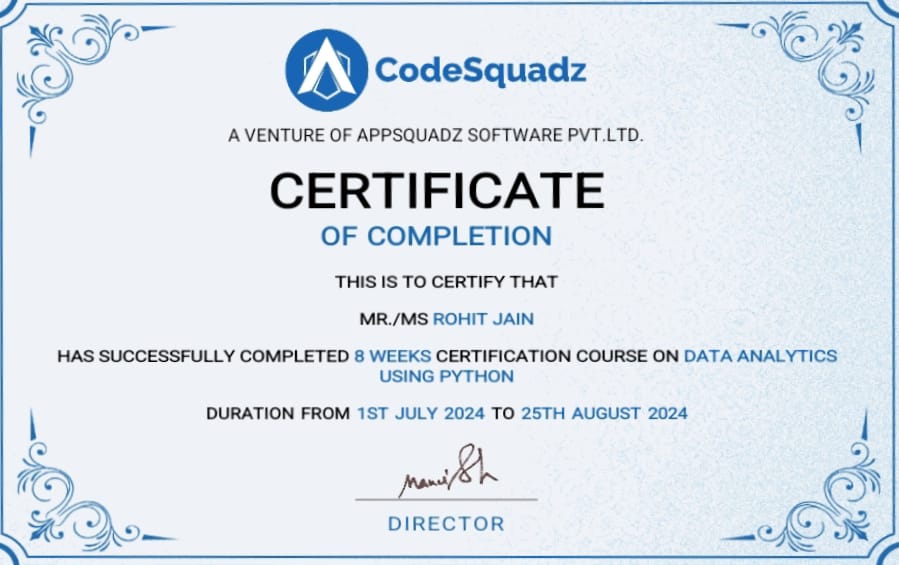 CodeSquadz
A VENTURE OF APPSQUADZ SOFTWARE PVT.LTD.
CERTIFICATE
OF COMPLETION
THIS IS TO CERTIFY THAT
MR./MS ROHIT JAIN
HAS SUCCESSFULLY COMPLETED 8 WEEKS CERTIFICATION COURSE ON DATA ANALYTICS
USING PYTHON
DURATION FROM 1ST JULY 2024 TO 25TH AUGUST 2024
DIRECTOR